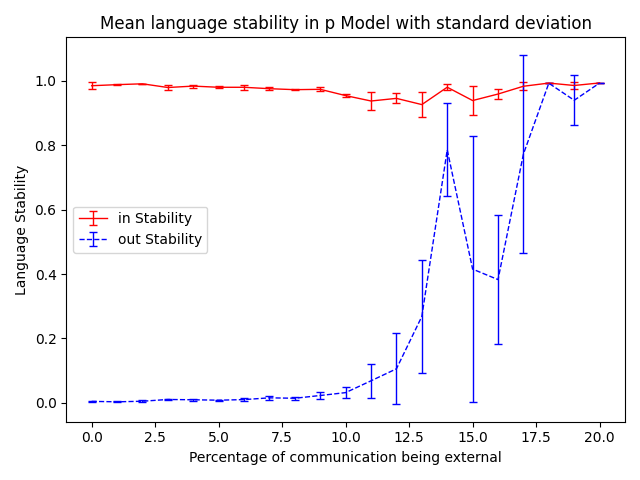 Mean language stability in p Model with standard deviation
Language Stability
1.0
0.8
0.6
0.4
0.2
0.0
in Stability
out Stability
0.0 2.5 5.0 7.5 10.0 12.5 15.0 17.5 20.0
Percentage of communication being external